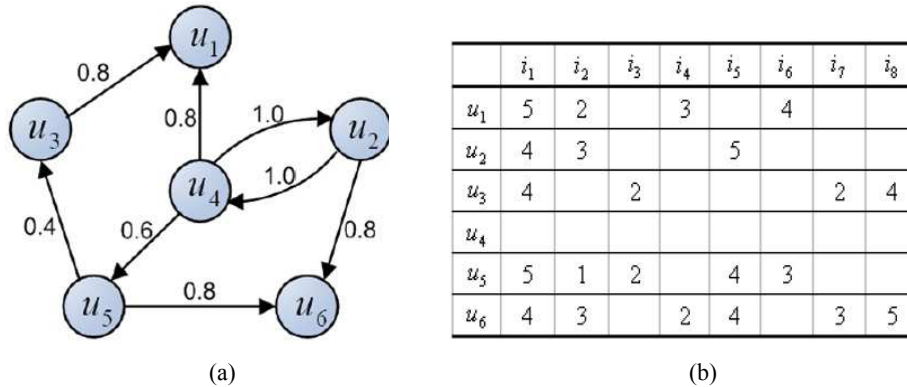 u1
0.8
u3
0.8
1.0
u2
u4
1.0
0.4
0.6
0.8
u5
0.8
u6
(a)
i1 i2 i3 i4 i5 i6 i7 i8
u1 5 2 3 4
u2 4 3 5
u3 4 2 2 4
u4
u5 5 1 2 4 3
u6 4 3 2 4 3 5
(b)